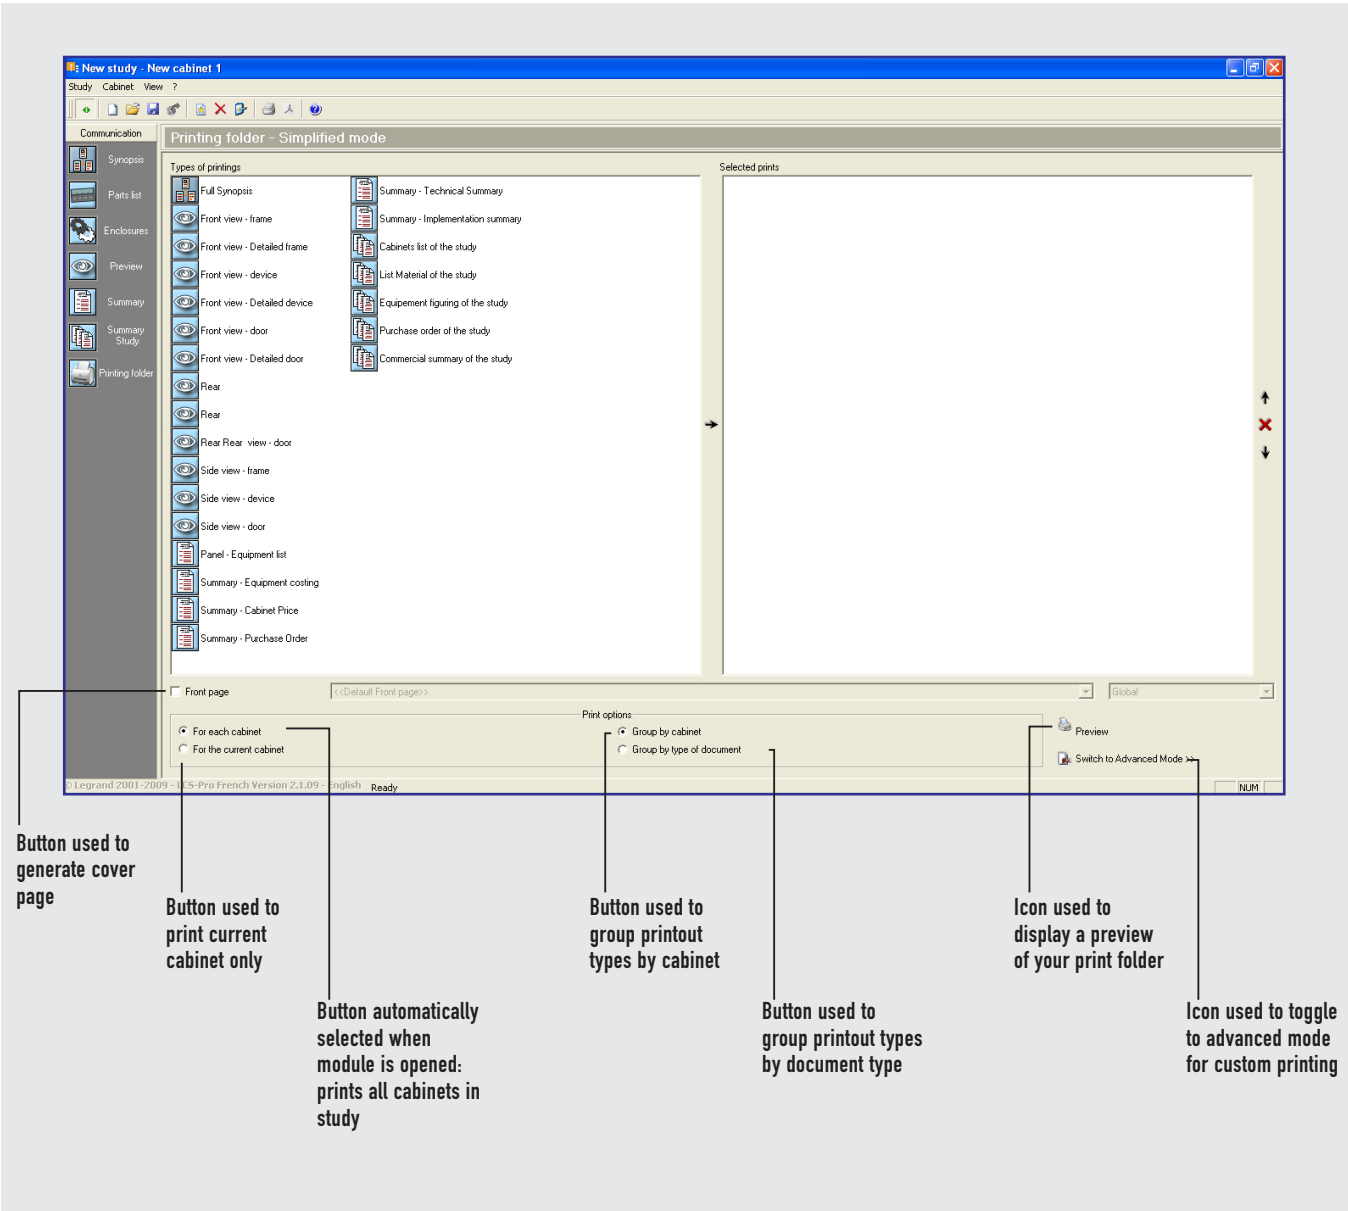 New study - New cabinet 1
Study Cabinet View ?
Communication
Printing folder - Simplified mode
Synopsis
Parts list
Enclosures
Preview
Summary
Summary
Study
Printing folder
Types of printings
Selected prints
Full Synopsis
Front view - frame
Front view - Detailed frame
Front view - device
Front view - Detailed device
Front view - door
Front view - Detailed door
Rear
Rear
Rear Rear view - door
Side view - frame
Side view - device
Side view - door
Panel - Equipment list
Summary - Equipment costing
Summary - Cabinet Price
Summary - Purchase Order
Summary - Technical Summary
Summary - Implementation summary
Cabinets list of the study
List Material of the study
Equipement figuring of the study
Purchase order of the study
Commercial summary of the study
Front page
<<Default Front page>>
Global
Print options
For each cabinet
For the current cabinet
Group by cabinet
Group by type of document
Preview
Switch to Advanced Mode >>
© Legrand 2001-2009 - LCS-Pro French Version 2.1.09 - English
Ready
NUM
Button used to
generate cover
page
Button used to
print current
cabinet only
Button automatically
selected when
module is opened:
prints all cabinets in
study
Button used to
group printout
types by cabinet
Button used to
group printout types
by document type
Icon used to
display a preview
of your print folder
Icon used to toggle
to advanced mode
for custom printing